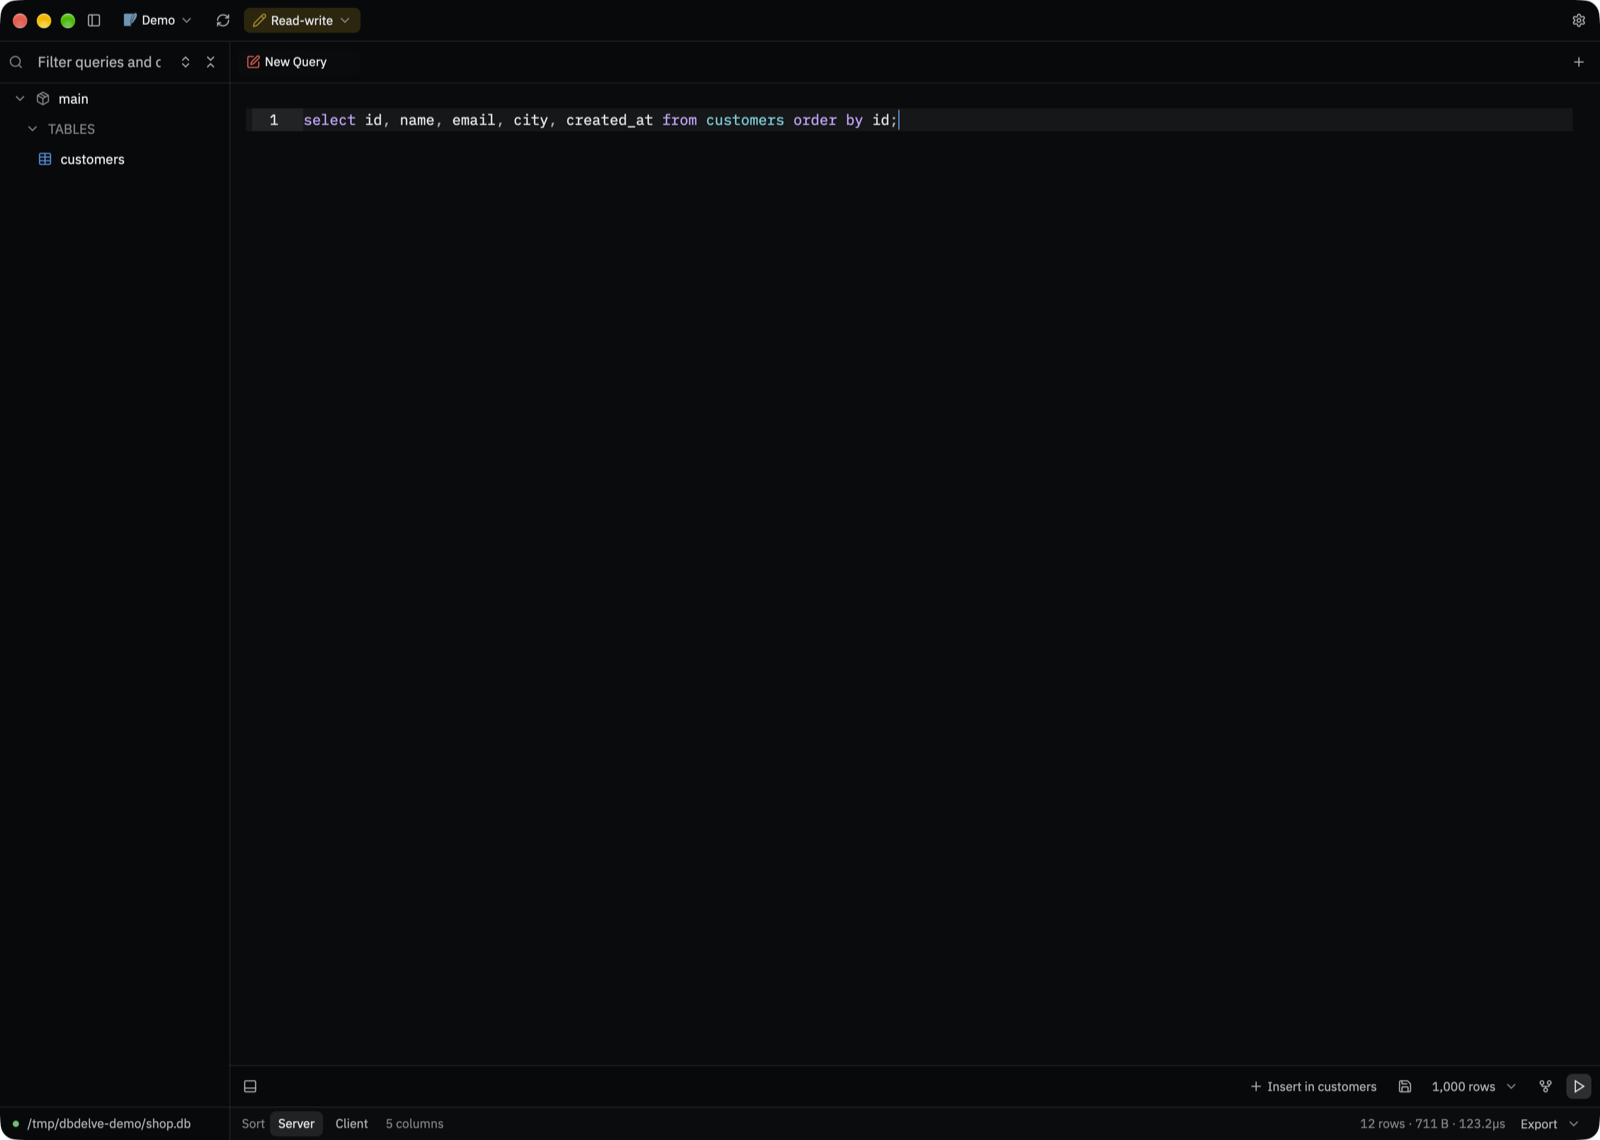 Demo
Read-write
Filter queries and c
New Query
main
1 select id, name, email, city, created_at from customers order by id;
TABLES
customers
Insert in customers
1,000 rows
/tmp/dbdelve-demo/shop.db
Sort Server Client 5 columns
12 rows · 711 B · 123.2µs Export